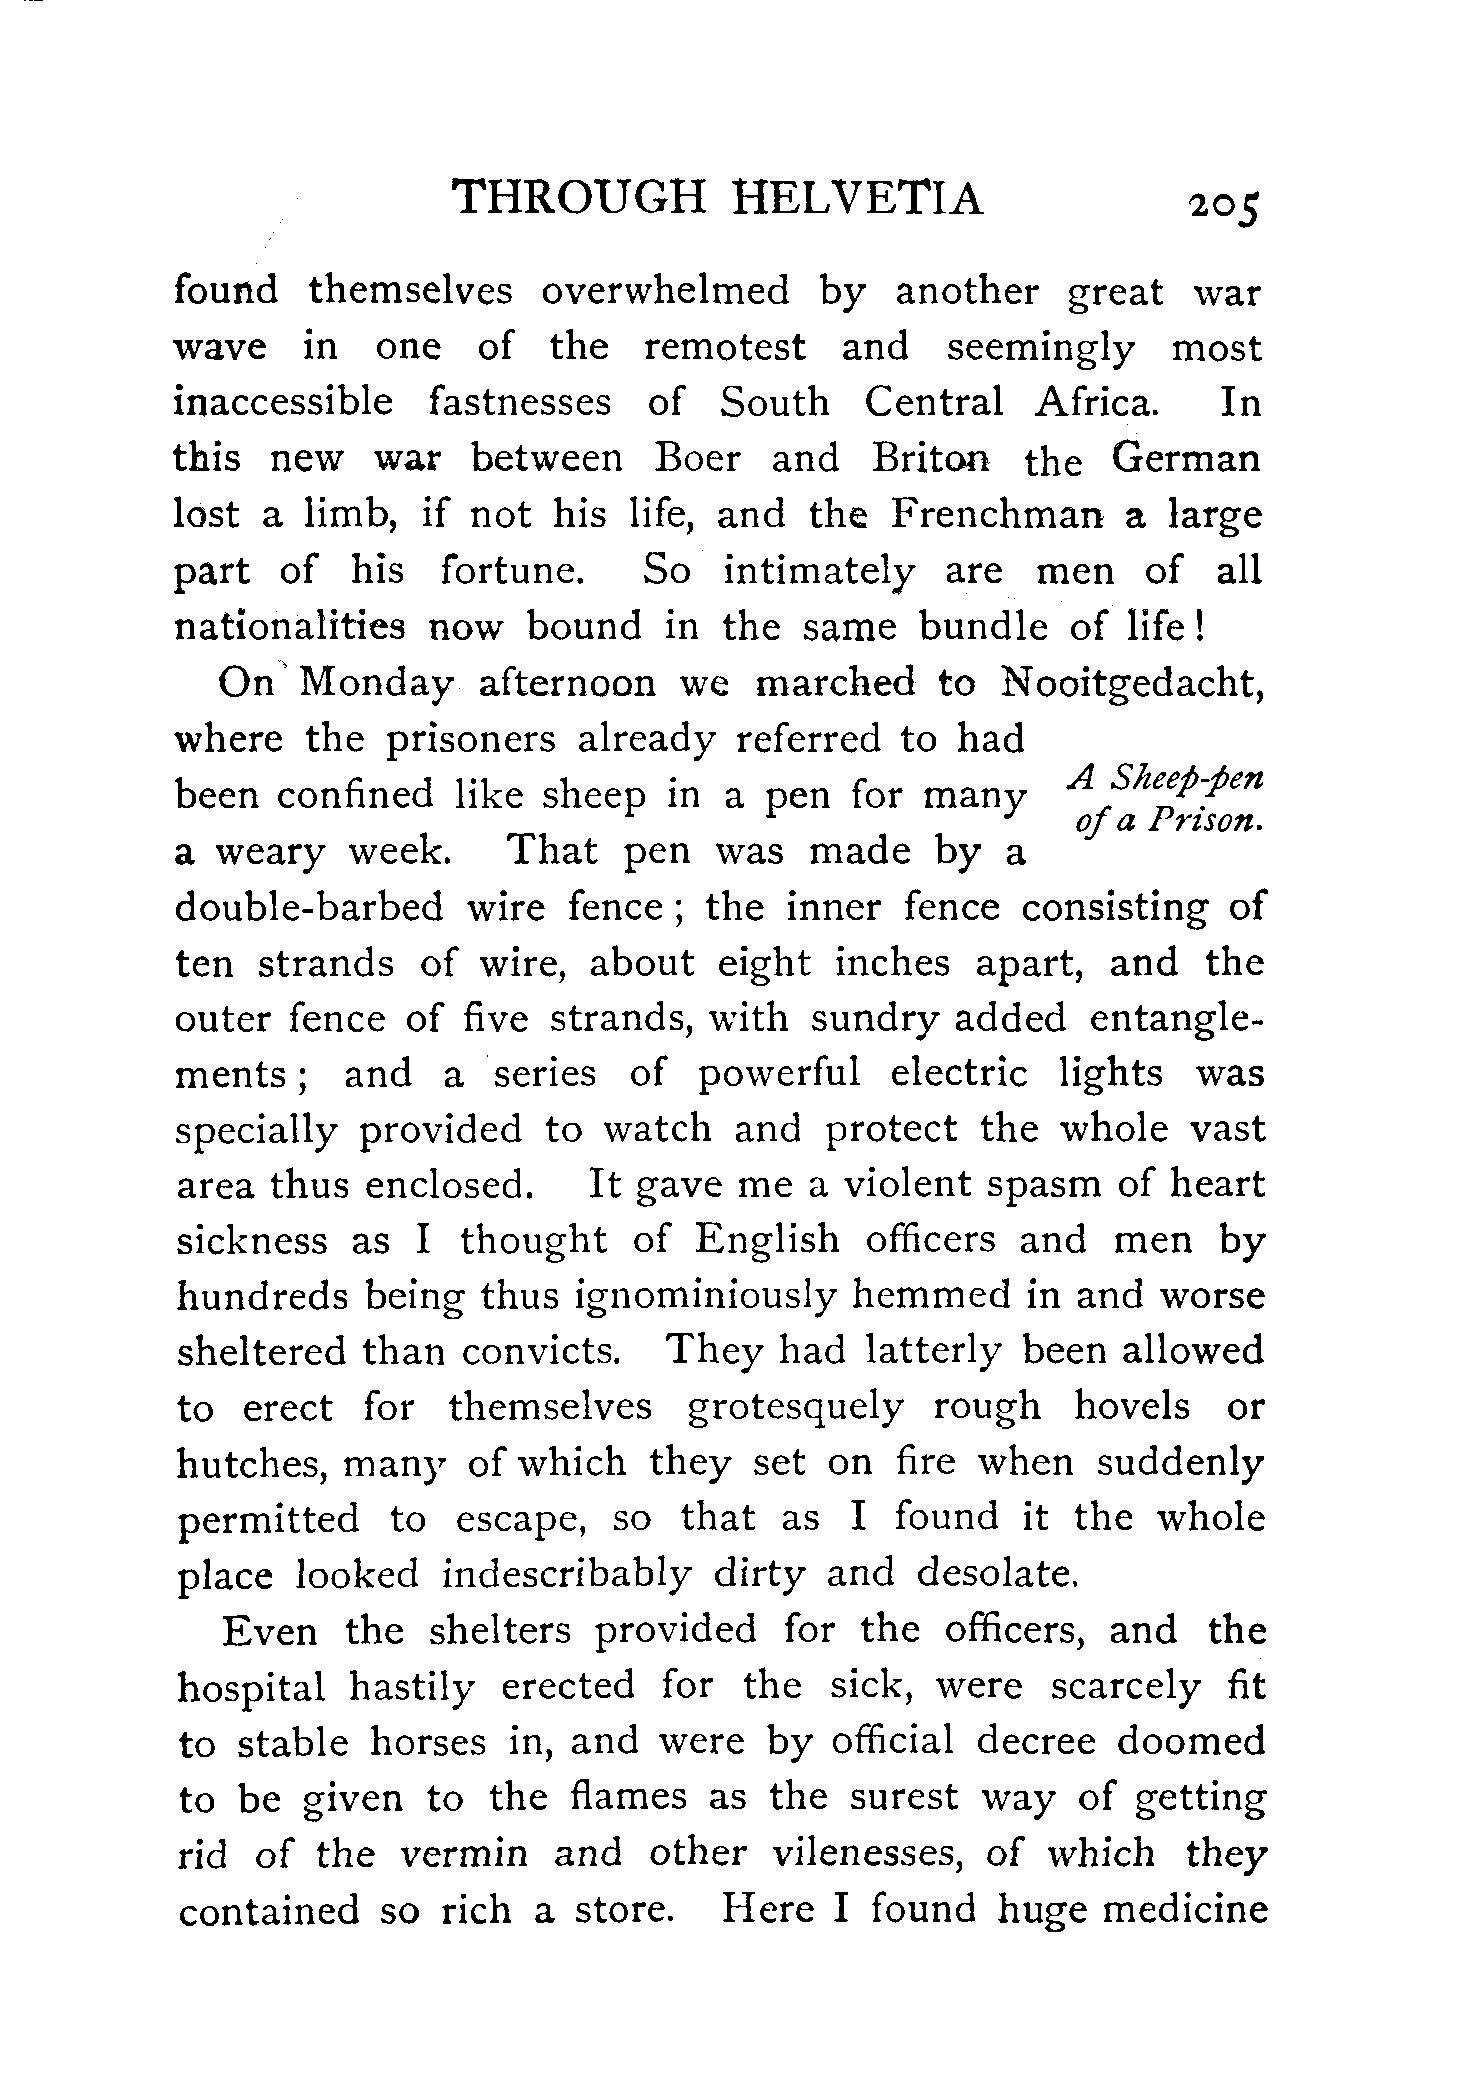 THROUGH HELVETIA 205
found themselves overwhelmed by another great war
wave in one of the remotest and seemingly most
inaccessible fastnesses of South Central Africa. In
this new war between Boer and Briton the German
lost a limb, if not his life, and the Frenchman a large
part of his fortune. So intimately are men of all
nationalities now bound in the same bundle of life!
On Monday afternoon we marched to Nooitgedacht,
where the prisoners already referred to had
been confined like sheep in a pen for many
a weary week. That pen was made by a
A Sheep-pen
of a Prison.
double-barbed wire fence; the inner fence consisting of
ten strands of wire, about eight inches apart, and the
outer fence of five strands, with sundry added entangle-
ments; and a series of powerful electric lights was
specially provided to watch and protect the whole vast
area thus enclosed. It gave me a violent spasm of heart
sickness as I thought of English officers and men by
hundreds being thus ignominiously hemmed in and worse
sheltered than convicts. They had latterly been allowed
to erect for themselves grotesquely rough hovels or
hutches, many of which they set on fire when suddenly
permitted to escape, so that as I found it the whole
place looked indescribably dirty and desolate.
Even the shelters provided for the officers, and the
hospital hastily erected for the sick, were scarcely fit
to stable horses in, and were by official decree doomed
to be given to the flames as the surest way of getting
rid of the vermin and other vilenesses, of which they
contained so rich a store. Here I found huge medicine